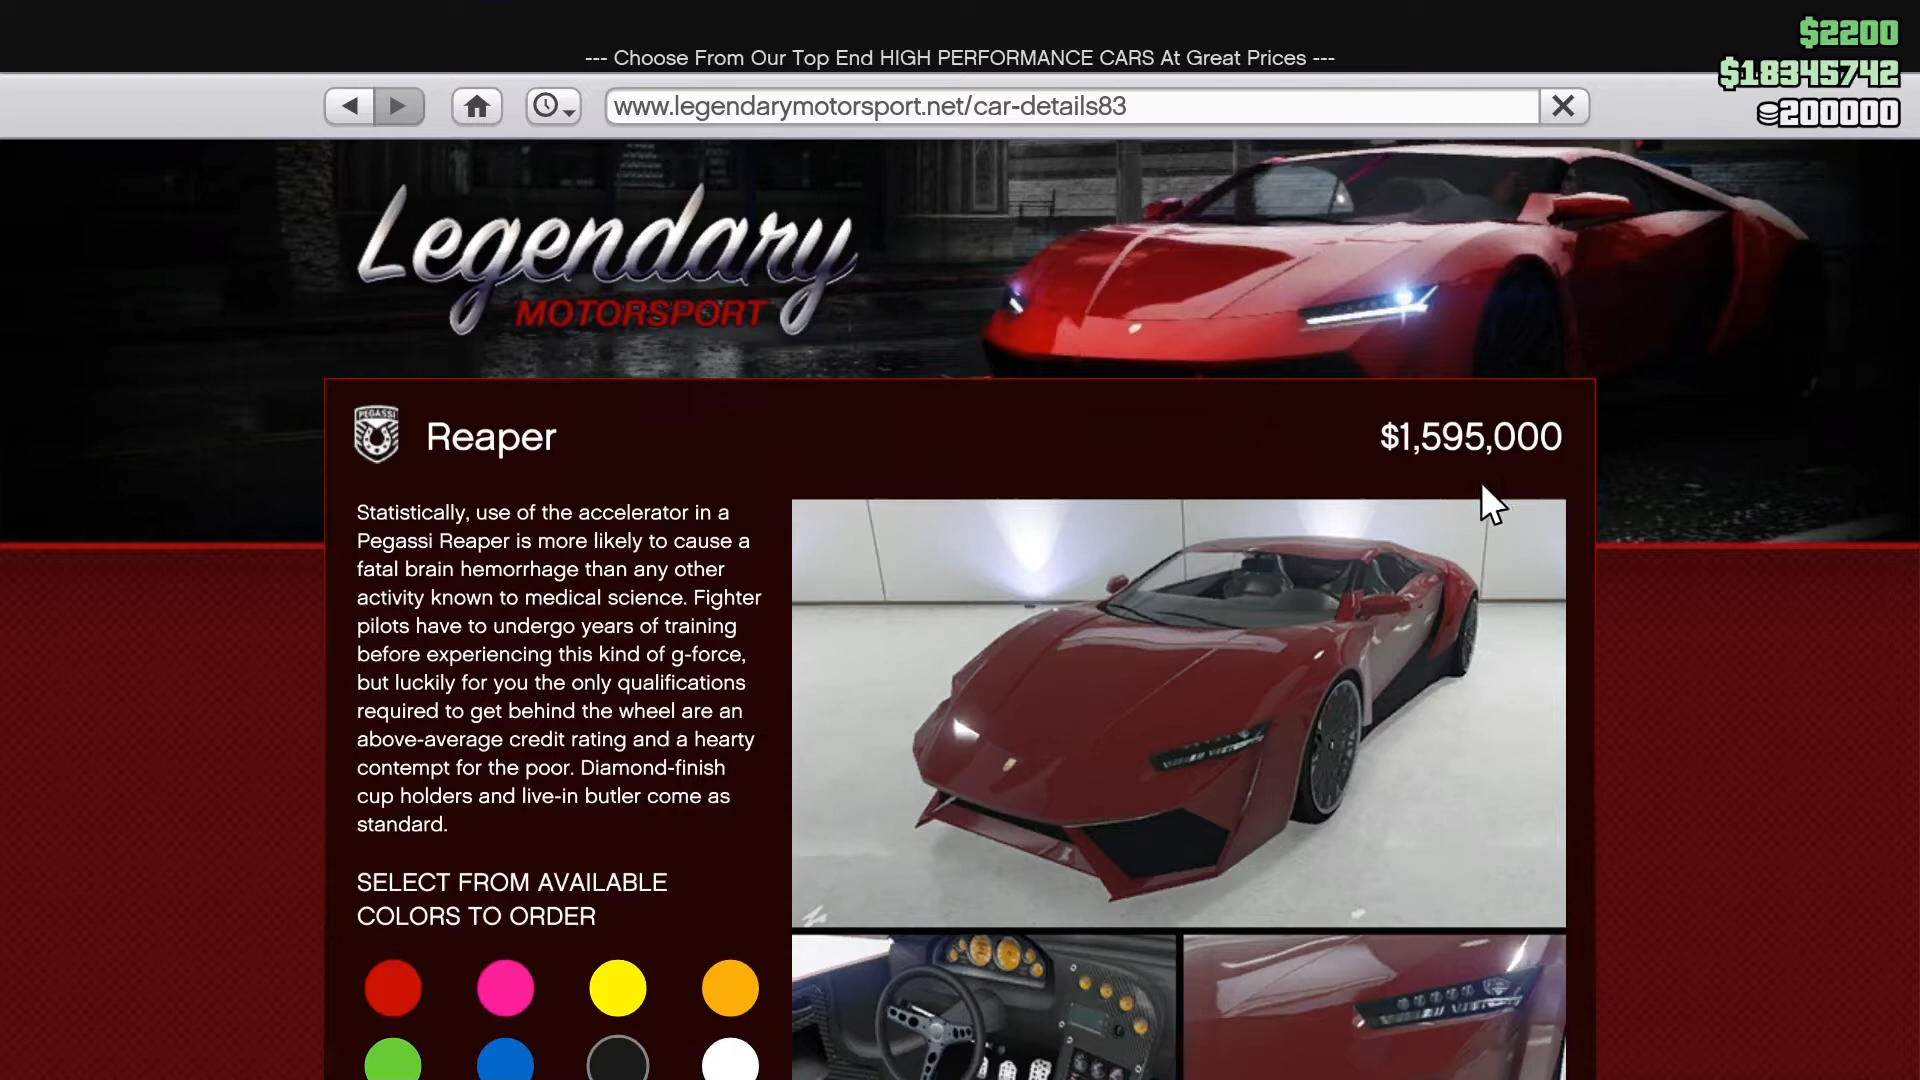 $2200
--- Choose From Our Top End HIGH PERFORMANCE CARS At Great Prices ---
$18345742
www.legendarymotorsport.net/car-details83
200000
Legendary
MOTORSPORT
PEGASSI
Reaper
$1,595,000
Statistically, use of the accelerator in a
Pegassi Reaper is more likely to cause a
fatal brain hemorrhage than any other
activity known to medical science. Fighter
pilots have to undergo years of training
before experiencing this kind of g-force,
but luckily for you the only qualifications
required to get behind the wheel are an
above-average credit rating and a hearty
contempt for the poor. Diamond-finish
cup holders and live-in butler come as
standard.
SELECT FROM AVAILABLE
COLORS TO ORDER